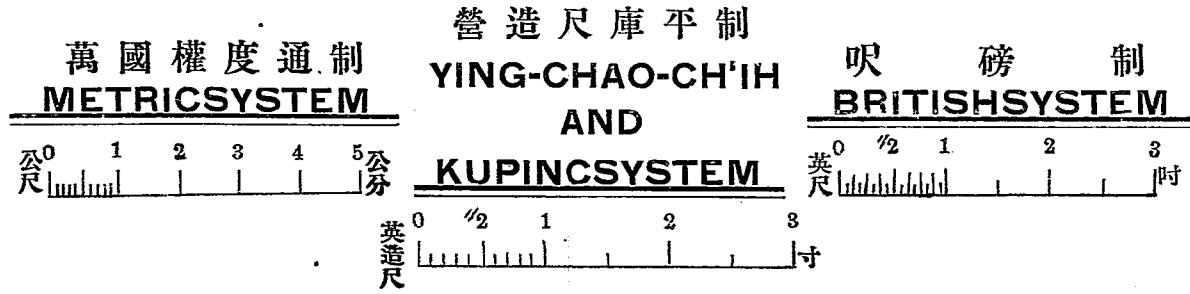 萬國權度通制
METRICSYSTEM
公尺
0 1 2 3 4 5
公分
營造尺庫平制
YING-CHAO-CH'IH
AND
KUPINCSYSTEM
英造尺
0 1/2 1 2 3
寸
呎磅制
BRITISHSYSTEM
英尺
0 1/2 1 2 3
吋